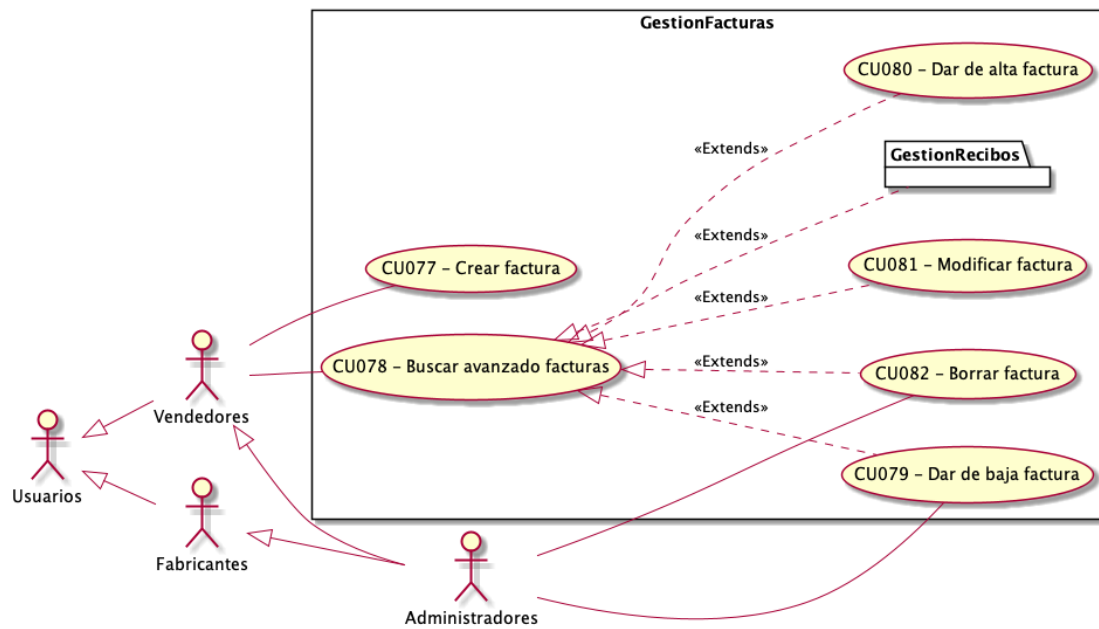 GestionFacturas
CU080 – Dar de alta factura
«Extends»
GestionRecibos
«Extends»
CU077 – Crear factura
CU081 – Modificar factura
«Extends»
CU078 – Buscar avanzado facturas
«Extends»
CU082 – Borrar factura
«Extends»
Vendedores
CU079 – Dar de baja factura
Usuarios
Fabricantes
Administradores